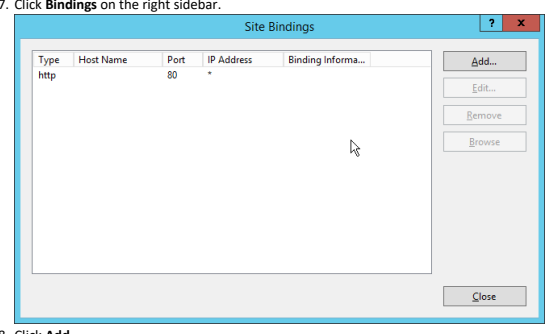 7. Click Bindings on the right sidebar.
Site Bindings
? x
Type Host Name Port IP Address Binding Informa...
http 80 *
Add...
Edit...
Remove
Browse
Close
8. Click Add